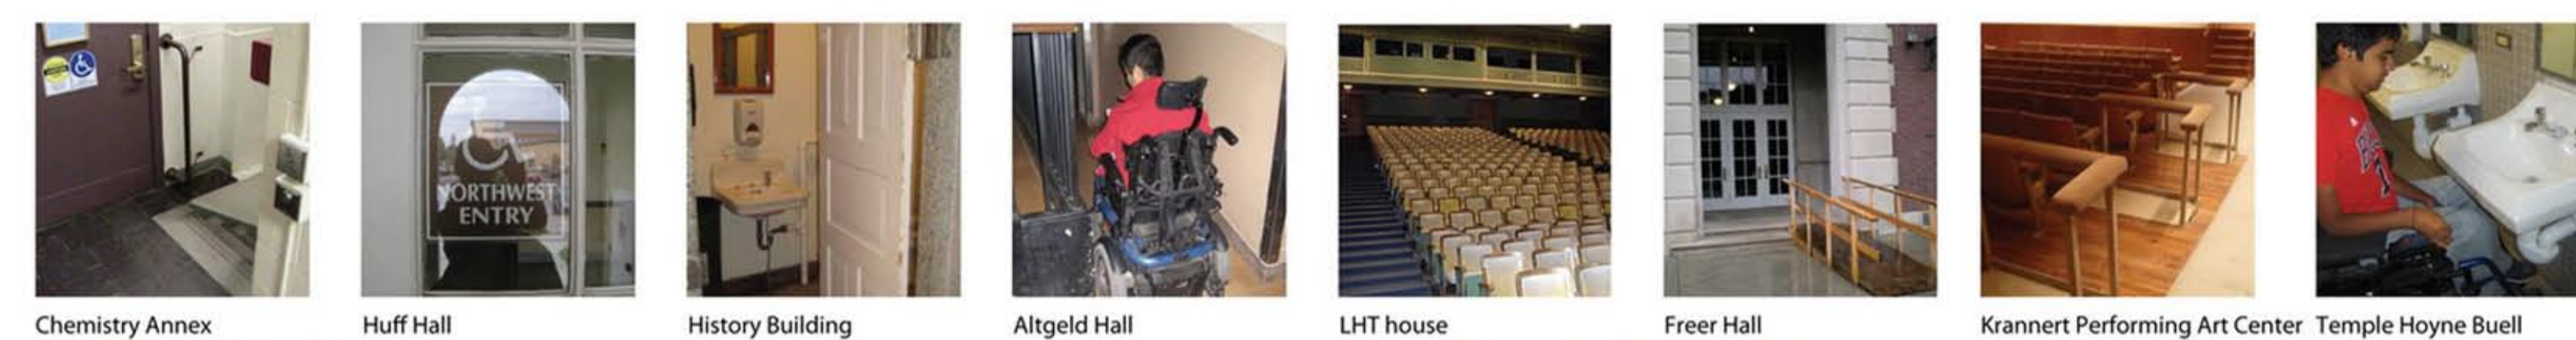 NORTHWEST
ENTRY
Chemistry Annex
Huff Hall
History Building
Altgeld Hall
LHT house
Freer Hall
Krannert Performing Art Center
Temple Hoyne Buell